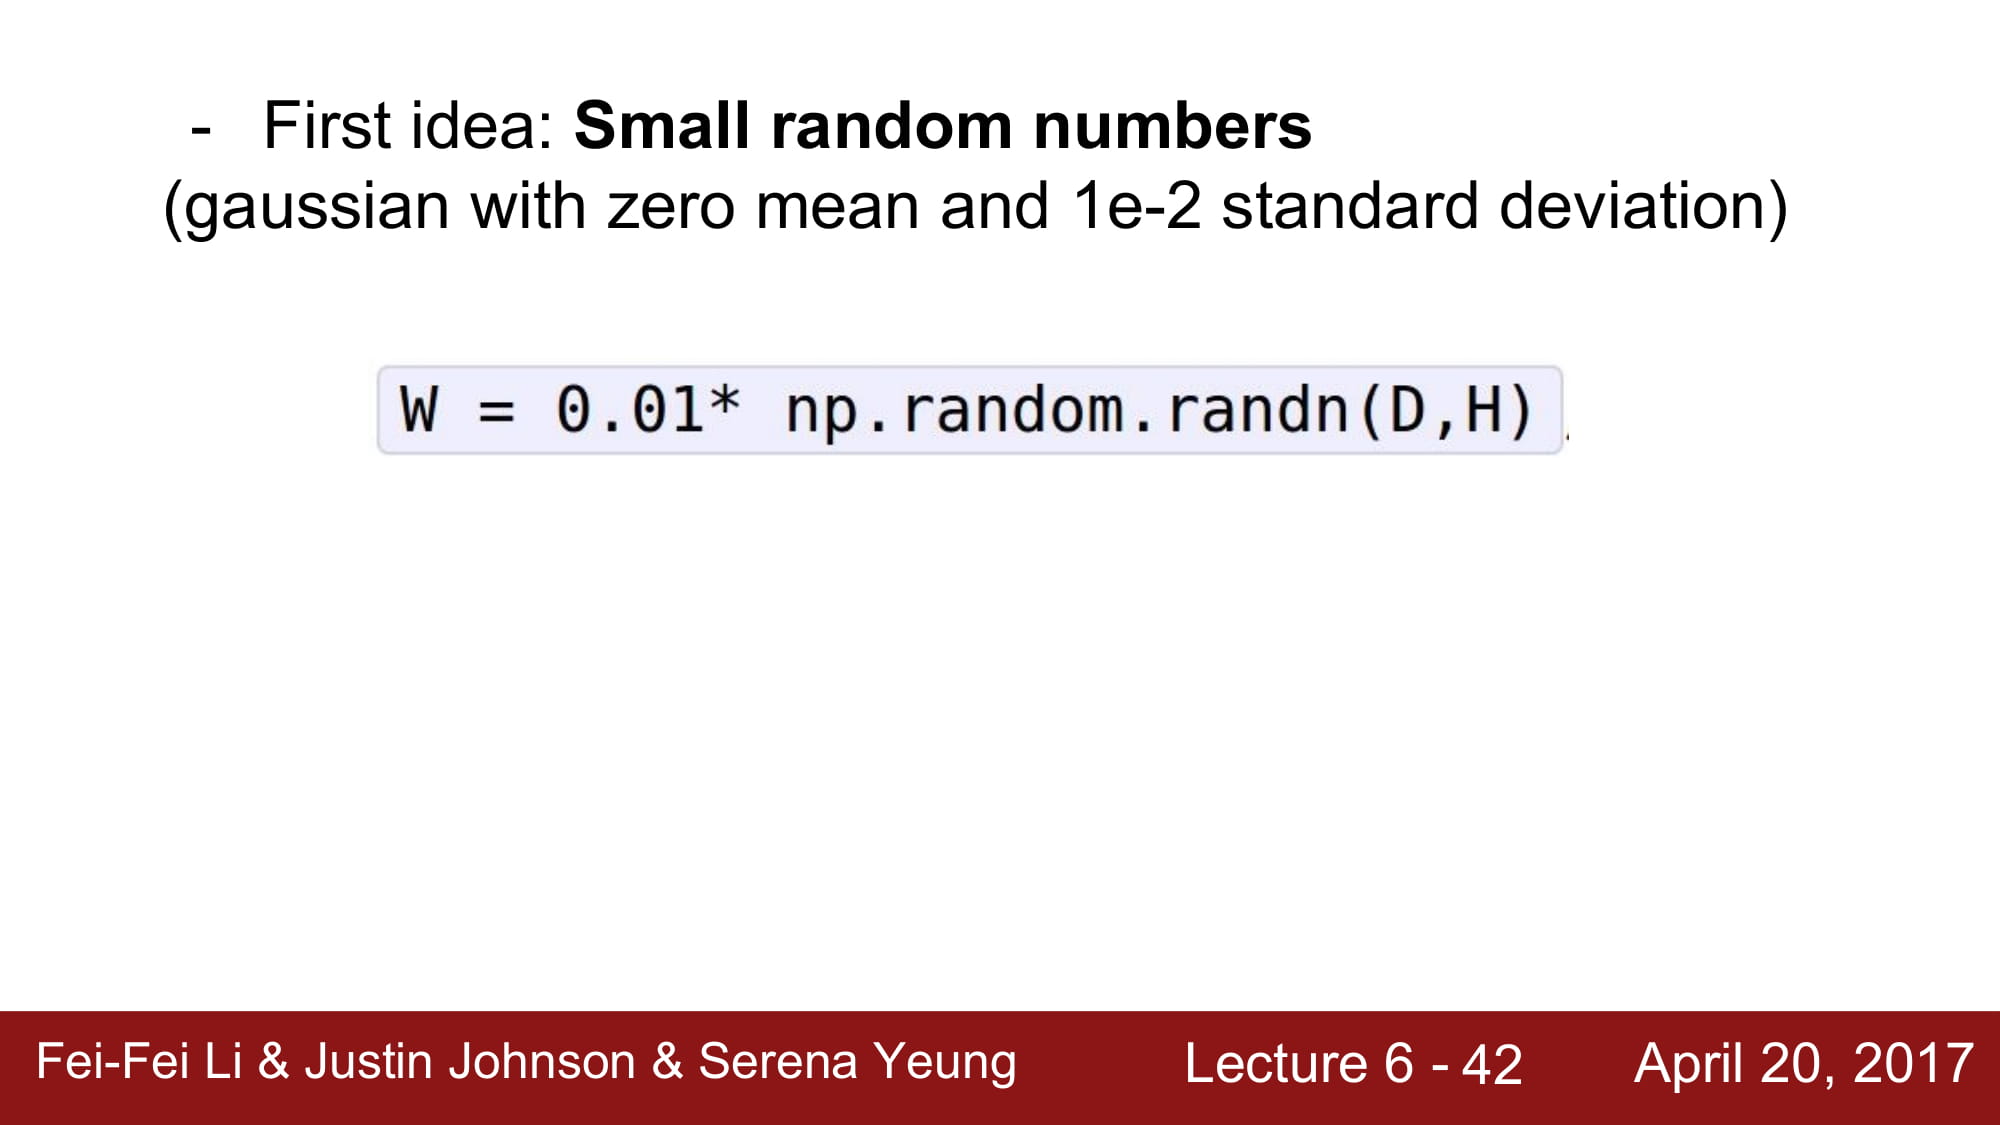 - First idea: Small random numbers
(gaussian with zero mean and 1e-2 standard deviation)
W = 0.01* np.random.randn(D,H)
Fei-Fei Li & Justin Johnson & Serena Yeung Lecture 6 - 42 April 20, 2017